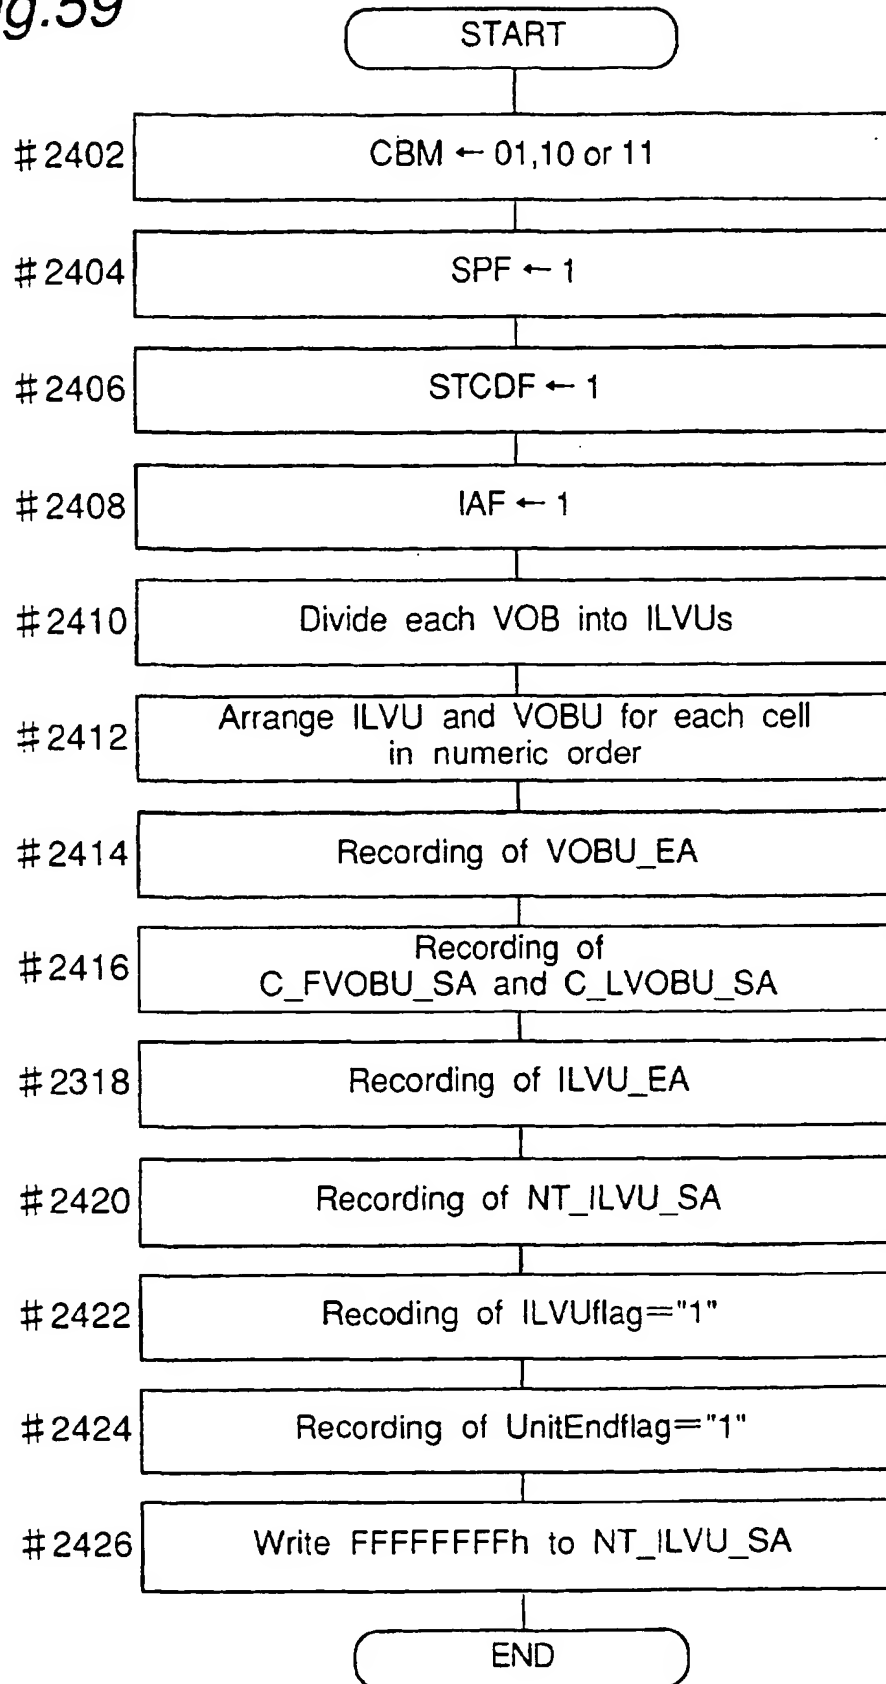 g.59
START
#2402 CBM ← 01,10 or 11
#2404 SPF ← 1
#2406 STCDF ← 1
#2408 IAF ← 1
#2410 Divide each VOB into ILVUs
#2412 Arrange ILVU and VOBU for each cell
in numeric order
#2414 Recording of VOBU_EA
#2416 Recording of
C_FVOBU_SA and C_LVOBU_SA
#2318 Recording of ILVU_EA
#2420 Recording of NT_ILVU_SA
#2422 Recoding of ILVUflag="1"
#2424 Recording of UnitEndflag="1"
#2426 Write FFFFFFFFh to NT_ILVU_SA
END